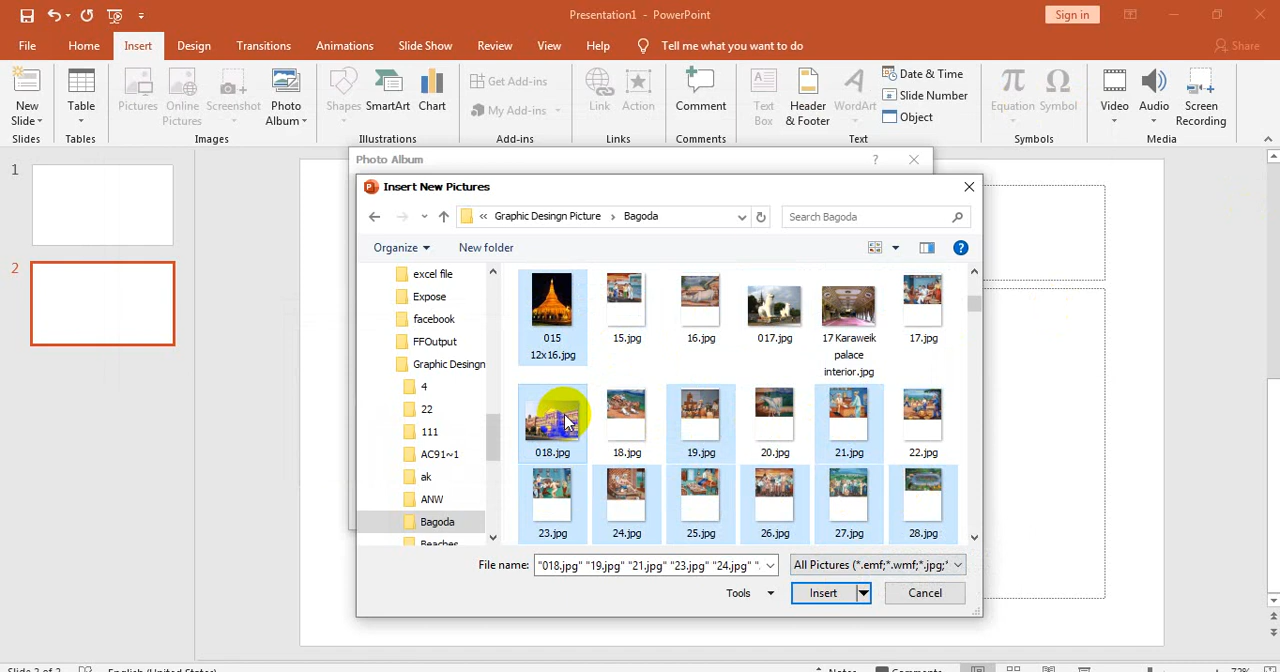 Presentation1 - PowerPoint
Sign in
File Home Insert Design Transitions Animations Slide Show Review View Help Tell me what you want to do
Share
New Slide
Table
Pictures
Online Pictures
Screenshot
Photo Album
Shapes
SmartArt
Chart
Get Add-ins
My Add-ins
Link
Action
Comment
Text Box
Header & Footer
WordArt
Date & Time
Slide Number
Object
Equation
Symbol
Video
Audio
Screen Recording
Slides
Tables
Images
Illustrations
Add-ins
Links
Comments
Text
Symbols
Media
1
2
Photo Album
?
Insert New Pictures
« Graphic Desingn Picture › Bagoda
Search Bagoda
Organize
New folder
excel file
Expose
facebook
FFOutput
Graphic Desingn
4
22
111
AC91~1
ak
ANW
Bagoda
Beaches
015 12x16.jpg
15.jpg
16.jpg
017.jpg
17 Karaweik palace interior.jpg
17.jpg
018.jpg
18.jpg
19.jpg
20.jpg
21.jpg
22.jpg
23.jpg
24.jpg
25.jpg
26.jpg
27.jpg
28.jpg
File name:
"018.jpg" "19.jpg" "21.jpg" "23.jpg" "24.jpg" "
All Pictures (*.emf;*.wmf;*.jpg;*
Tools
Insert
Cancel
Slide 2 of 2
English (United States)
Notes
Comments
72%